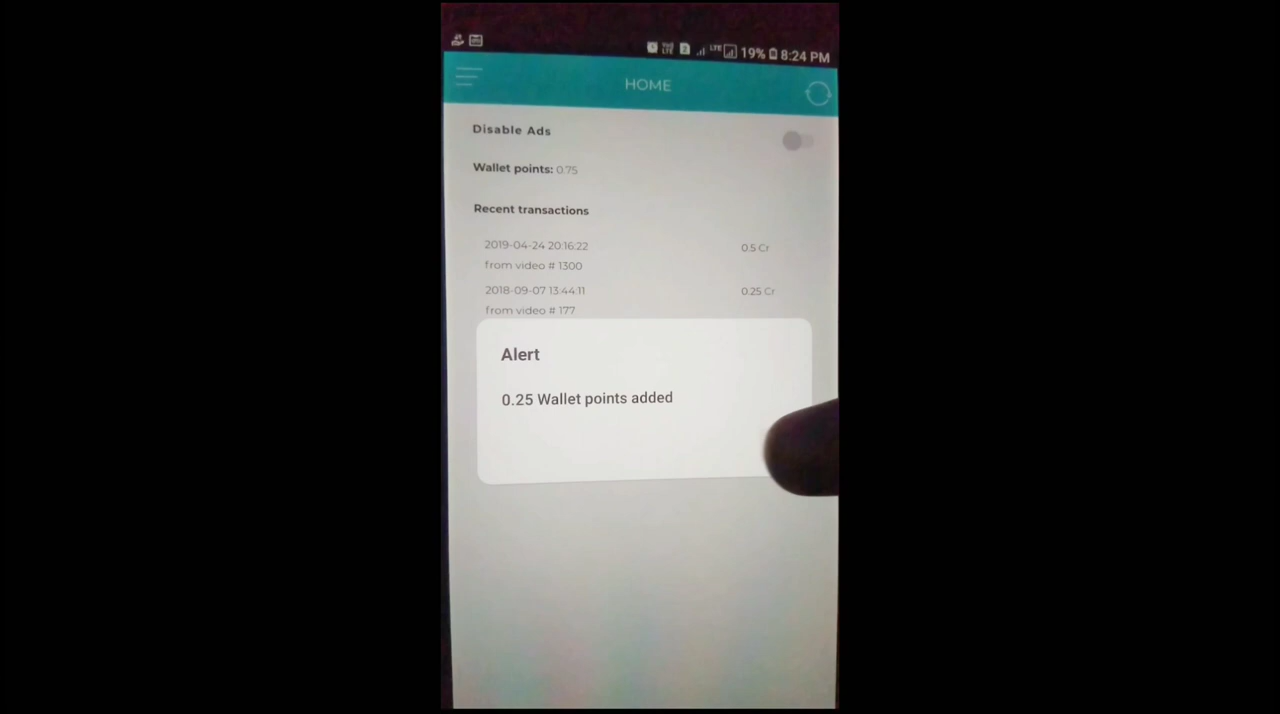 19% 8:24 PM
HOME
Disable Ads
Wallet points: 0.75
Recent transactions
2019-04-24 20:16:22 0.5 Cr
from video # 1300
2018-09-07 13:44:11 0.25 Cr
from video # 177
Alert
0.25 Wallet points added